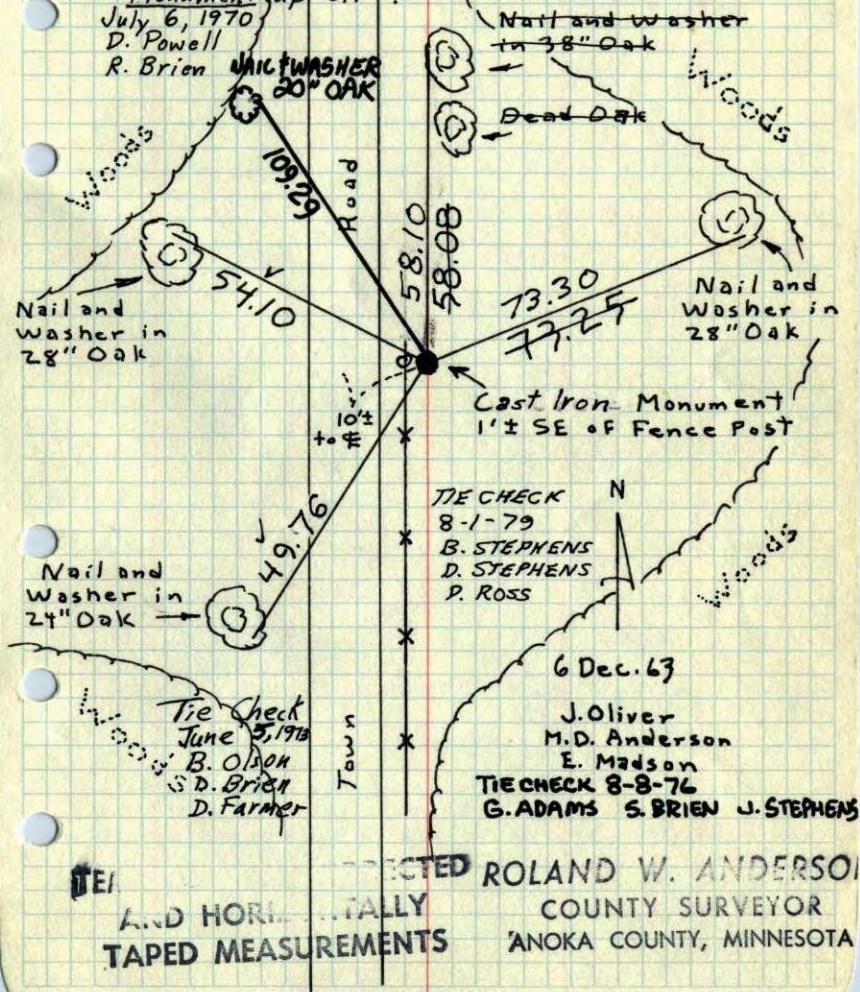 July 6, 1970
D. Powell
R. Brien
NAIL & WASHER
20" OAK
Nail and Washer
in 38" Oak
Dead Oak
Woods
Woods
Road
109.29
58.10
58.08
54.10
73.30
77.25
Nail and
Washer in
28" Oak
Nail and
Washer in
28" Oak
Cast Iron Monument
1'± SE of Fence Post
10'±
to ℄
TIE CHECK
8-1-79
B. STEPHENS
D. STEPHENS
D. ROSS
N
49.76
Nail and
Washer in
24" Oak
Woods
6 Dec. 63
J. Oliver
M.D. Anderson
E. Madson
TIE CHECK 8-8-76
G. ADAMS S. BRIEN J. STEPHENS
Woods
Tie Check
June 5, 1973
B. Olson
D. Brien
D. Farmer
Town
AND
TAPED MEASUREMENTS
ROLAND W. ANDERSO
COUNTY SURVEYOR
ANOKA COUNTY, MINNESOTA